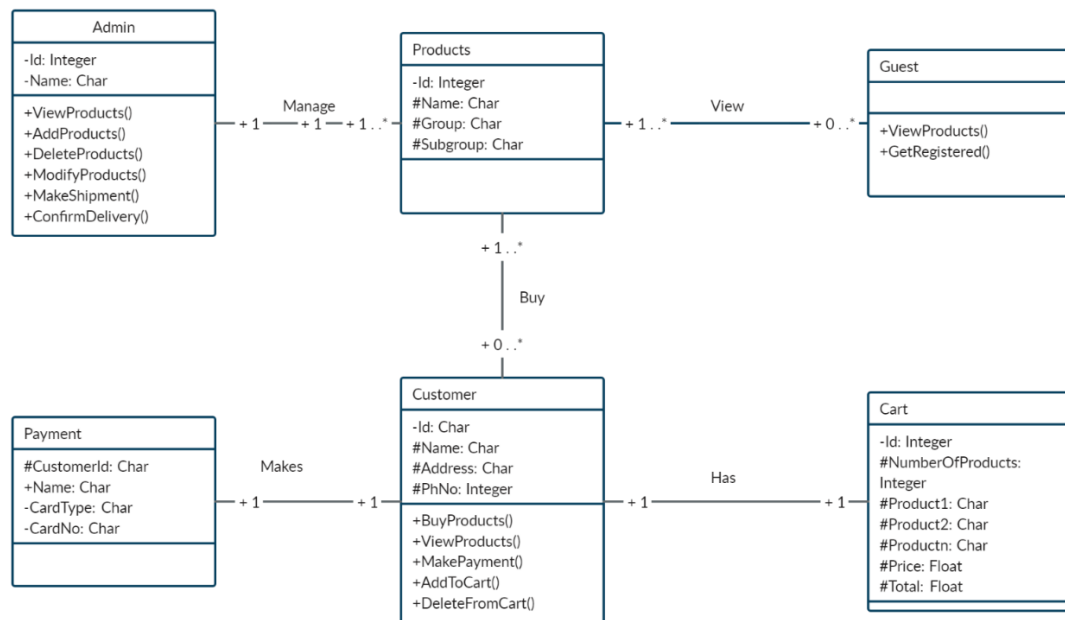 Admin
-Id: Integer
-Name: Char
+ViewProducts()
+AddProducts()
+DeleteProducts()
+ModifyProducts()
+MakeShipment()
+ConfirmDelivery()
Manage
+ 1
+ 1
+ 1 . .*
Products
-Id: Integer
#Name: Char
#Group: Char
#Subgroup: Char
View
+ 1 . .*
+ 0 . .*
Guest
+ViewProducts()
+GetRegistered()
+ 1 . .*
Buy
+ 0 . .*
Payment
#CustomerId: Char
+Name: Char
-CardType: Char
-CardNo: Char
Makes
+ 1
+ 1
Customer
-Id: Char
#Name: Char
#Address: Char
#PhNo: Integer
+BuyProducts()
+ViewProducts()
+MakePayment()
+AddToCart()
+DeleteFromCart()
Has
+ 1
+ 1
Cart
-Id: Integer
#NumberOfProducts:
Integer
#Product1: Char
#Product2: Char
#Productn: Char
#Price: Float
#Total: Float